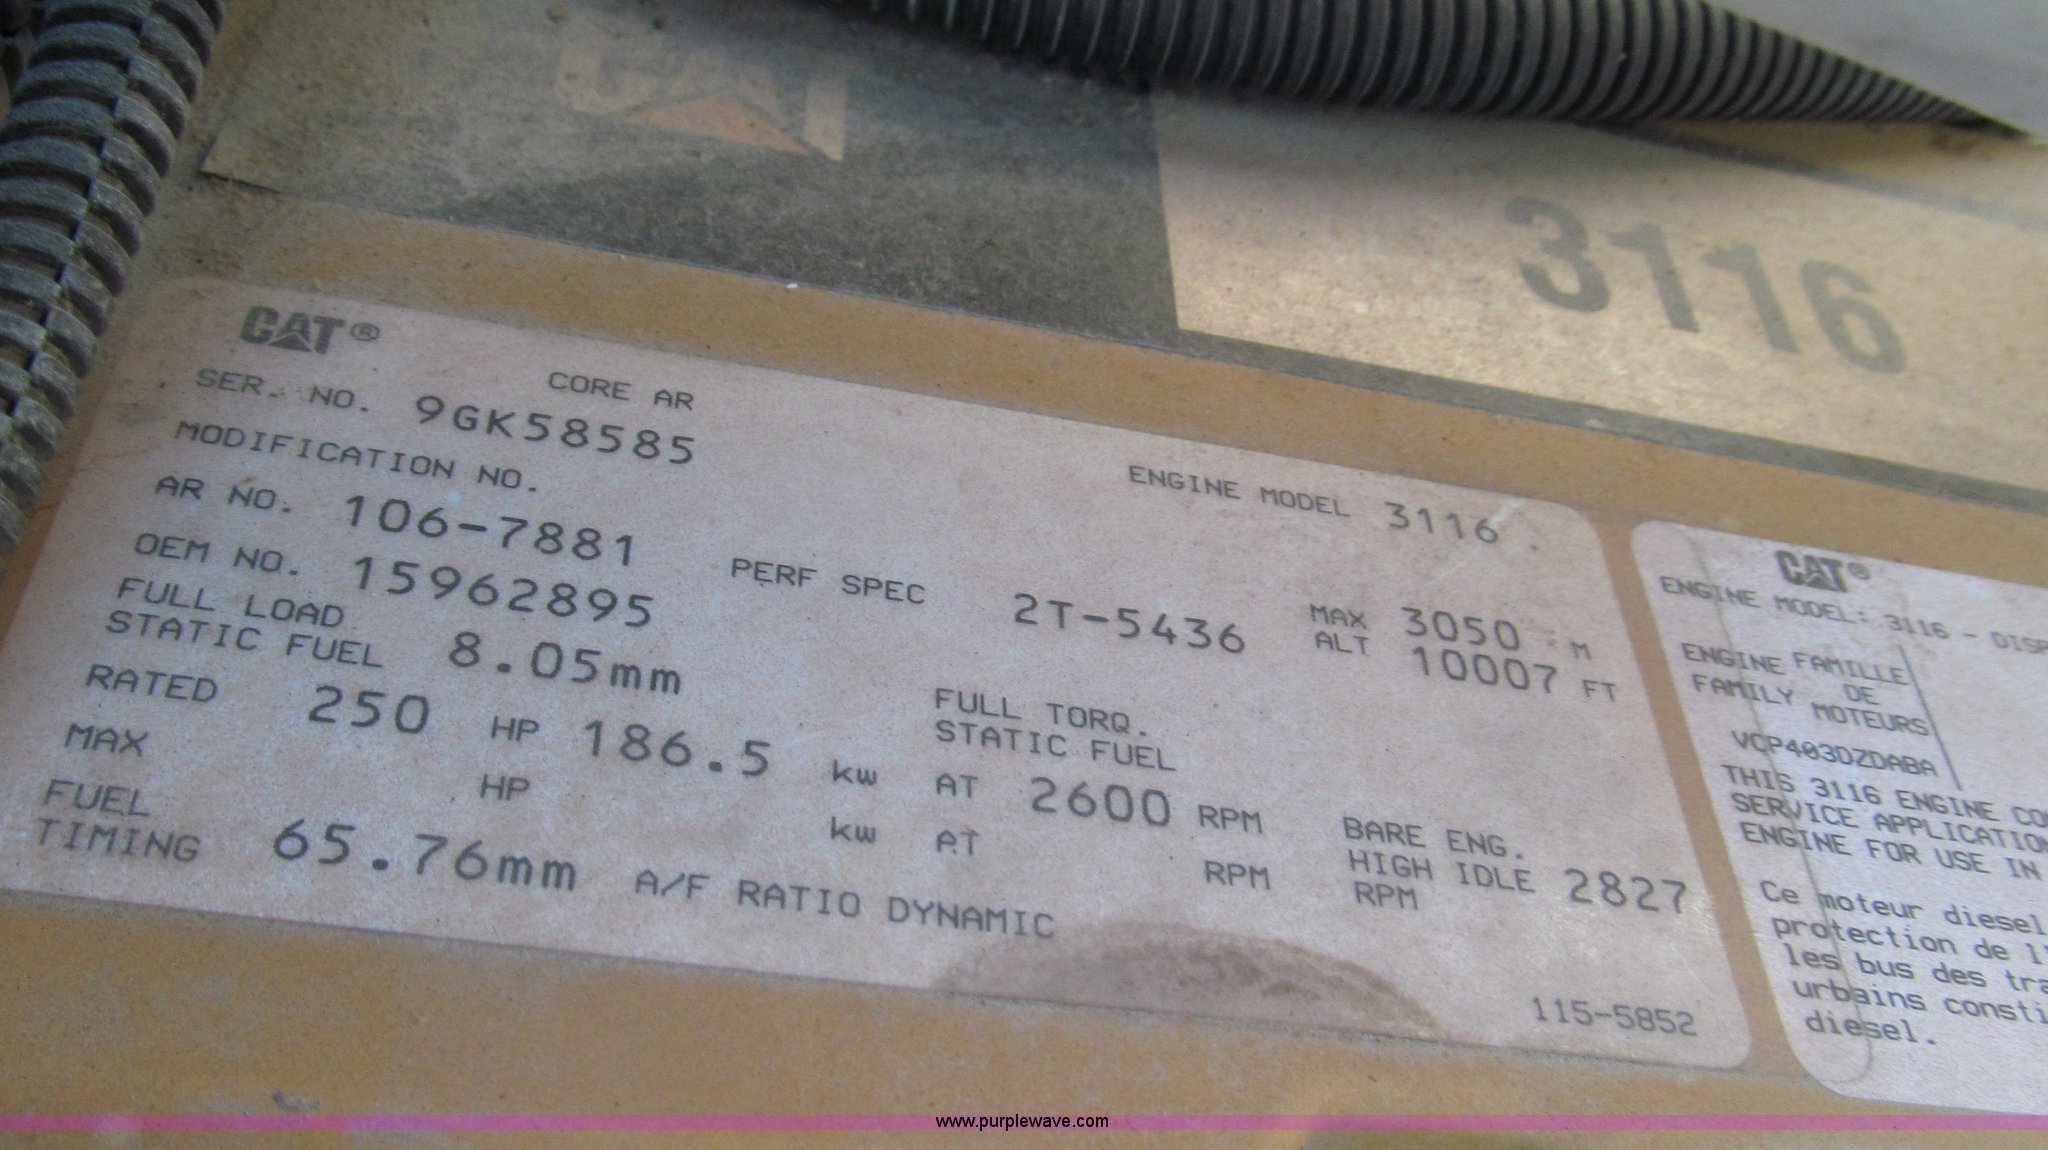 CAT
3116
CAT®
CORE AR
SER. NO. 9GK58585
MODIFICATION NO.
ENGINE MODEL 3116
AR NO. 106-7881
OEM NO. 15962895
PERF SPEC 2T-5436
MAX ALT 3050 M
10007 FT
FULL LOAD
STATIC FUEL 8.05mm
FULL TORQ.
STATIC FUEL
RATED 250 HP 186.5 kw AT 2600 RPM
MAX HP kw AT RPM
BARE ENG.
HIGH IDLE 2827
RPM
FUEL
TIMING 65.76mm A/F RATIO DYNAMIC
115-5852
CAT®
ENGINE MODEL: 3116 - DISP
ENGINE FAMILY
FAMILLE DE MOTEURS
VCP403DZDABA
THIS 3116 ENGINE CO
SERVICE APPLICATION
ENGINE FOR USE IN
Ce moteur diesel
protection de l'
les bus des tra
urbains consti
diesel.
www.purplewave.com